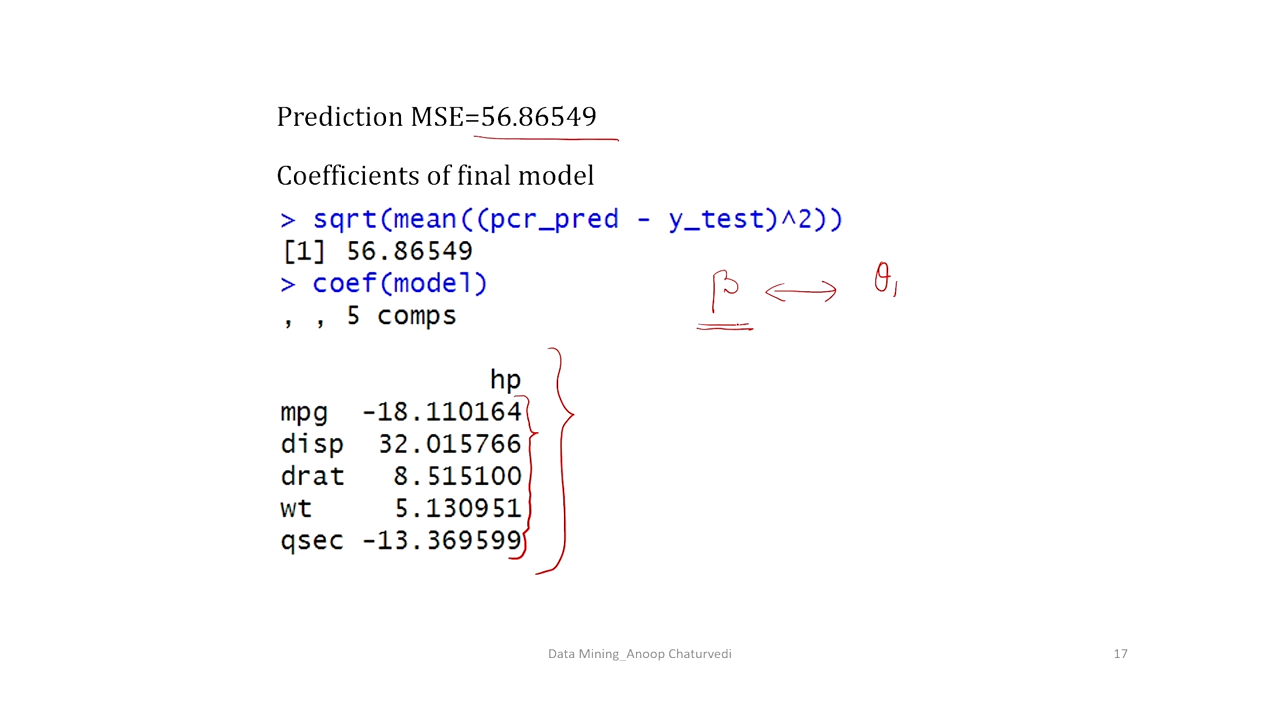 Prediction MSE=56.86549
Coefficients of final model
> sqrt(mean((pcr_pred - y_test)^2))
[1] 56.86549
> coef(model)
, , 5 comps
β ⟷ θ₁
hp
mpg -18.110164
disp 32.015766
drat 8.515100
wt 5.130951
qsec -13.369599
Data Mining_Anoop Chaturvedi
17